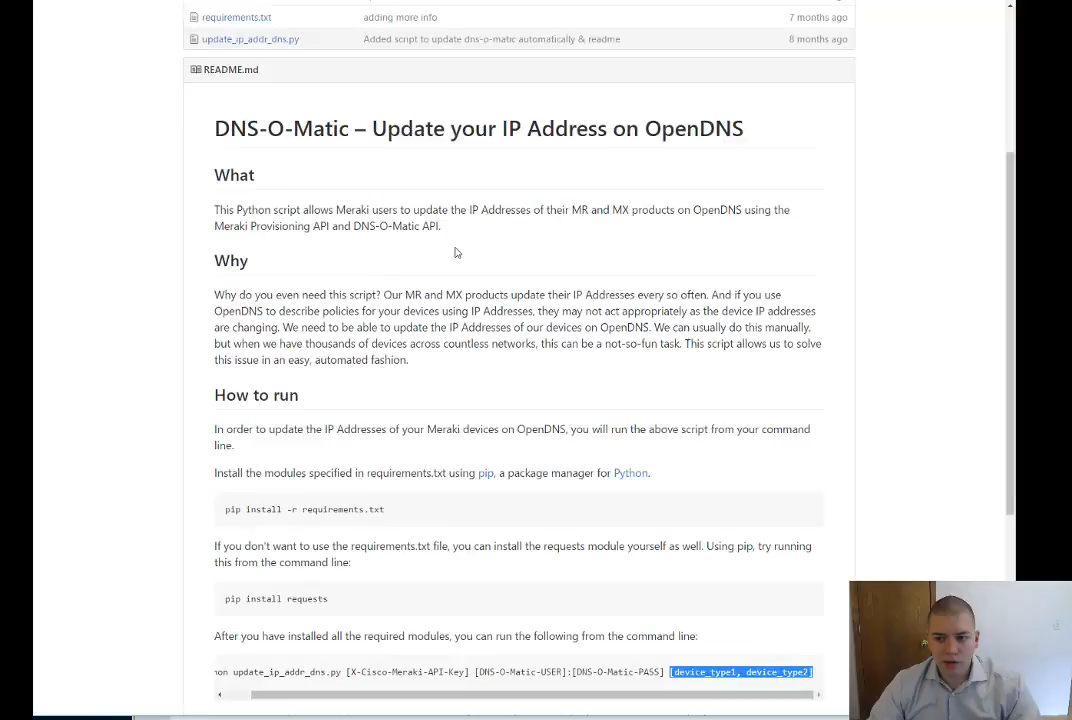 requirements.txt adding more info 7 months ago
update_ip_addr_dns.py Added script to update dns-o-matic automatically & readme 8 months ago
README.md
DNS-O-Matic – Update your IP Address on OpenDNS
What
This Python script allows Meraki users to update the IP Addresses of their MR and MX products on OpenDNS using the
Meraki Provisioning API and DNS-O-Matic API.
Why
Why do you even need this script? Our MR and MX products update their IP Addresses every so often. And if you use
OpenDNS to describe policies for your devices using IP Addresses, they may not act appropriately as the device IP addresses
are changing. We need to be able to update the IP Addresses of our devices on OpenDNS. We can usually do this manually,
but when we have thousands of devices across countless networks, this can be a not-so-fun task. This script allows us to solve
this issue in an easy, automated fashion.
How to run
In order to update the IP Addresses of your Meraki devices on OpenDNS, you will run the above script from your command
line.
Install the modules specified in requirements.txt using pip, a package manager for Python.
pip install -r requirements.txt
If you don't want to use the requirements.txt file, you can install the requests module yourself as well. Using pip, try running
this from the command line:
pip install requests
After you have installed all the required modules, you can run the following from the command line:
hon update_ip_addr_dns.py [X-Cisco-Meraki-API-Key] [DNS-O-Matic-USER]:[DNS-O-Matic-PASS] [device_type1, device_type2]